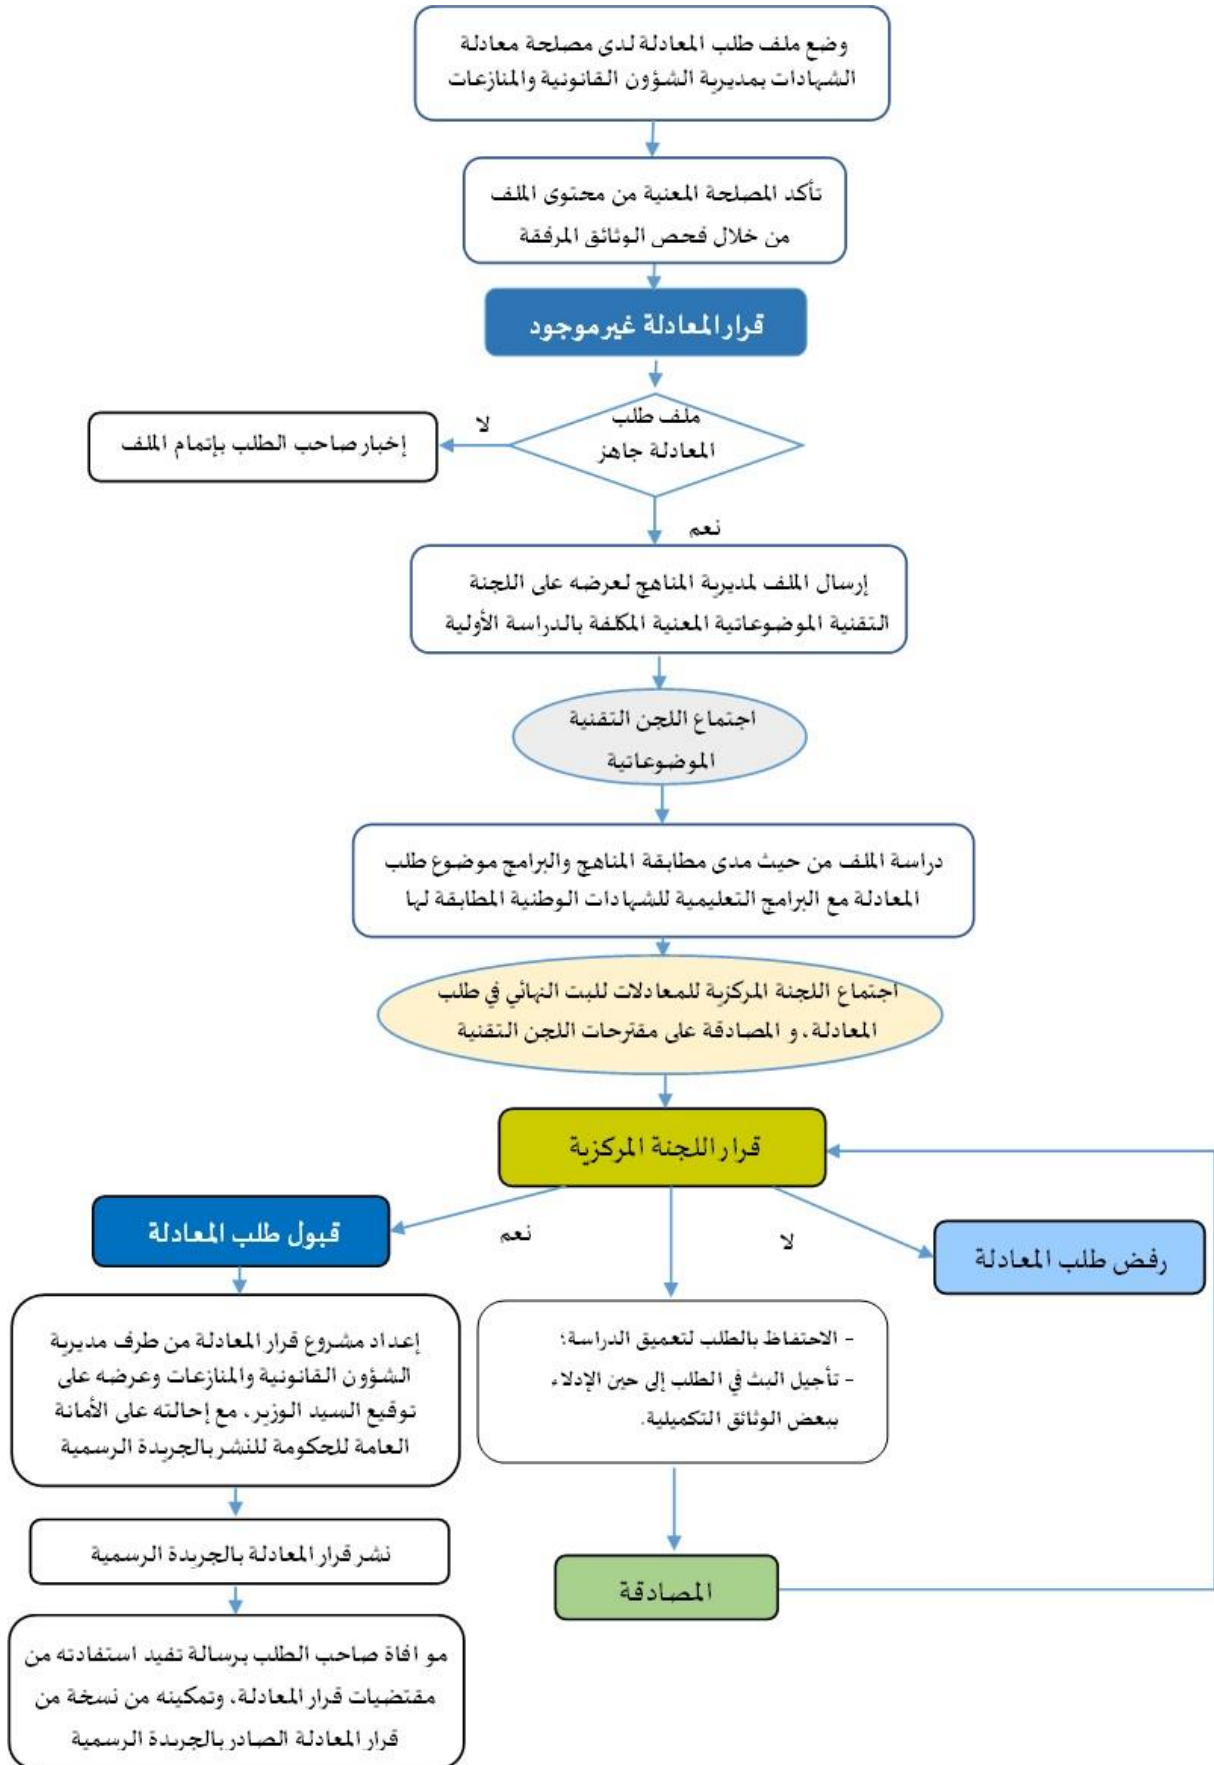 وضع ملف طلب المعادلة لدى مصلحة معادلة
الشهادات بمديرية الشؤون القانونية والمنازعات
تأكد المصلحة المعنية من محتوى الملف
من خلال فحص الوثائق المرفقة
قرار المعادلة غير موجود
ملف طلب
المعادلة جاهز
لا
إخبار صاحب الطلب بإتمام الملف
نعم
إرسال الملف لمديرية المناهج لعرضه على اللجنة
التقنية الموضوعاتية المعنية المكلفة بالدراسة الأولية
اجتماع اللجن التقنية
الموضوعاتية
دراسة الملف من حيث مدى مطابقة المناهج والبرامج موضوع طلب
المعادلة مع البرامج التعليمية للشهادات الوطنية المطابقة لها
اجتماع اللجنة المركزية للمعادلات للبت النهائي في طلب
المعادلة، و المصادقة على مقترحات اللجن التقنية
قرار اللجنة المركزية
لا
رفض طلب المعادلة
- الاحتفاظ بالطلب لتعميق الدراسة؛
- تأجيل البث في الطلب إلى حين الإدلاء
ببعض الوثائق التكميلية.
المصادقة
نعم
قبول طلب المعادلة
إعداد مشروع قرار المعادلة من طرف مديرية
الشؤون القانونية والمنازعات وعرضه على
توقيع السيد الوزير، مع إحالته على الأمانة
العامة للحكومة للنشر بالجريدة الرسمية
نشر قرار المعادلة بالجريدة الرسمية
مو افاة صاحب الطلب برسالة تفيد استفادته من
مقتضيات قرار المعادلة، وتمكينه من نسخة من
قرار المعادلة الصادر بالجريدة الرسمية